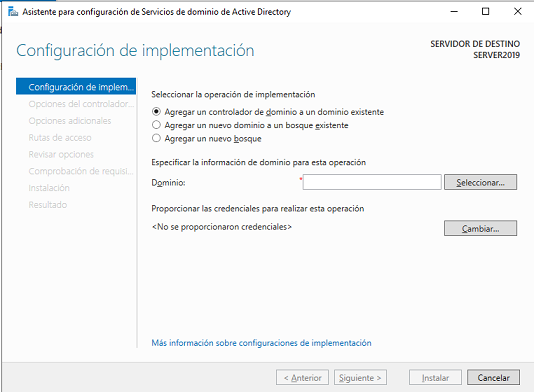 Asistente para configuración de Servicios de dominio de Active Directory
Configuración de implementación
SERVIDOR DE DESTINO
SERVER2019
Configuración de implem...
Opciones del controlador...
Opciones adicionales
Rutas de acceso
Revisar opciones
Comprobación de requisi...
Instalación
Resultado
Seleccionar la operación de implementación
Agregar un controlador de dominio a un dominio existente
Agregar un nuevo dominio a un bosque existente
Agregar un nuevo bosque
Especificar la información de dominio para esta operación
Dominio: * Seleccionar...
Proporcionar las credenciales para realizar esta operación
<No se proporcionaron credenciales> Cambiar...
Más información sobre configuraciones de implementación
< Anterior Siguiente > Instalar Cancelar